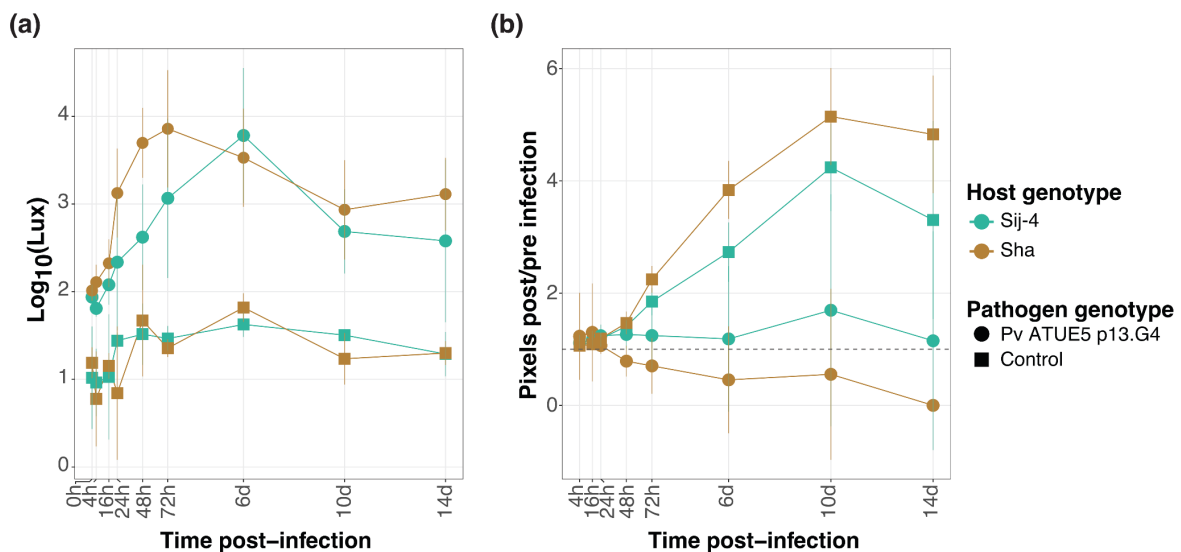 (a)
Log10(Lux)
4
3
2
1
0
0h
4h
16h
24h
48h
72h
6d
10d
14d
Time post–infection
(b)
Pixels post/pre infection
6
4
2
0
4h
16h
24h
48h
72h
6d
10d
14d
Time post–infection
Host genotype
Sij-4
Sha
Pathogen genotype
Pv ATUE5 p13.G4
Control